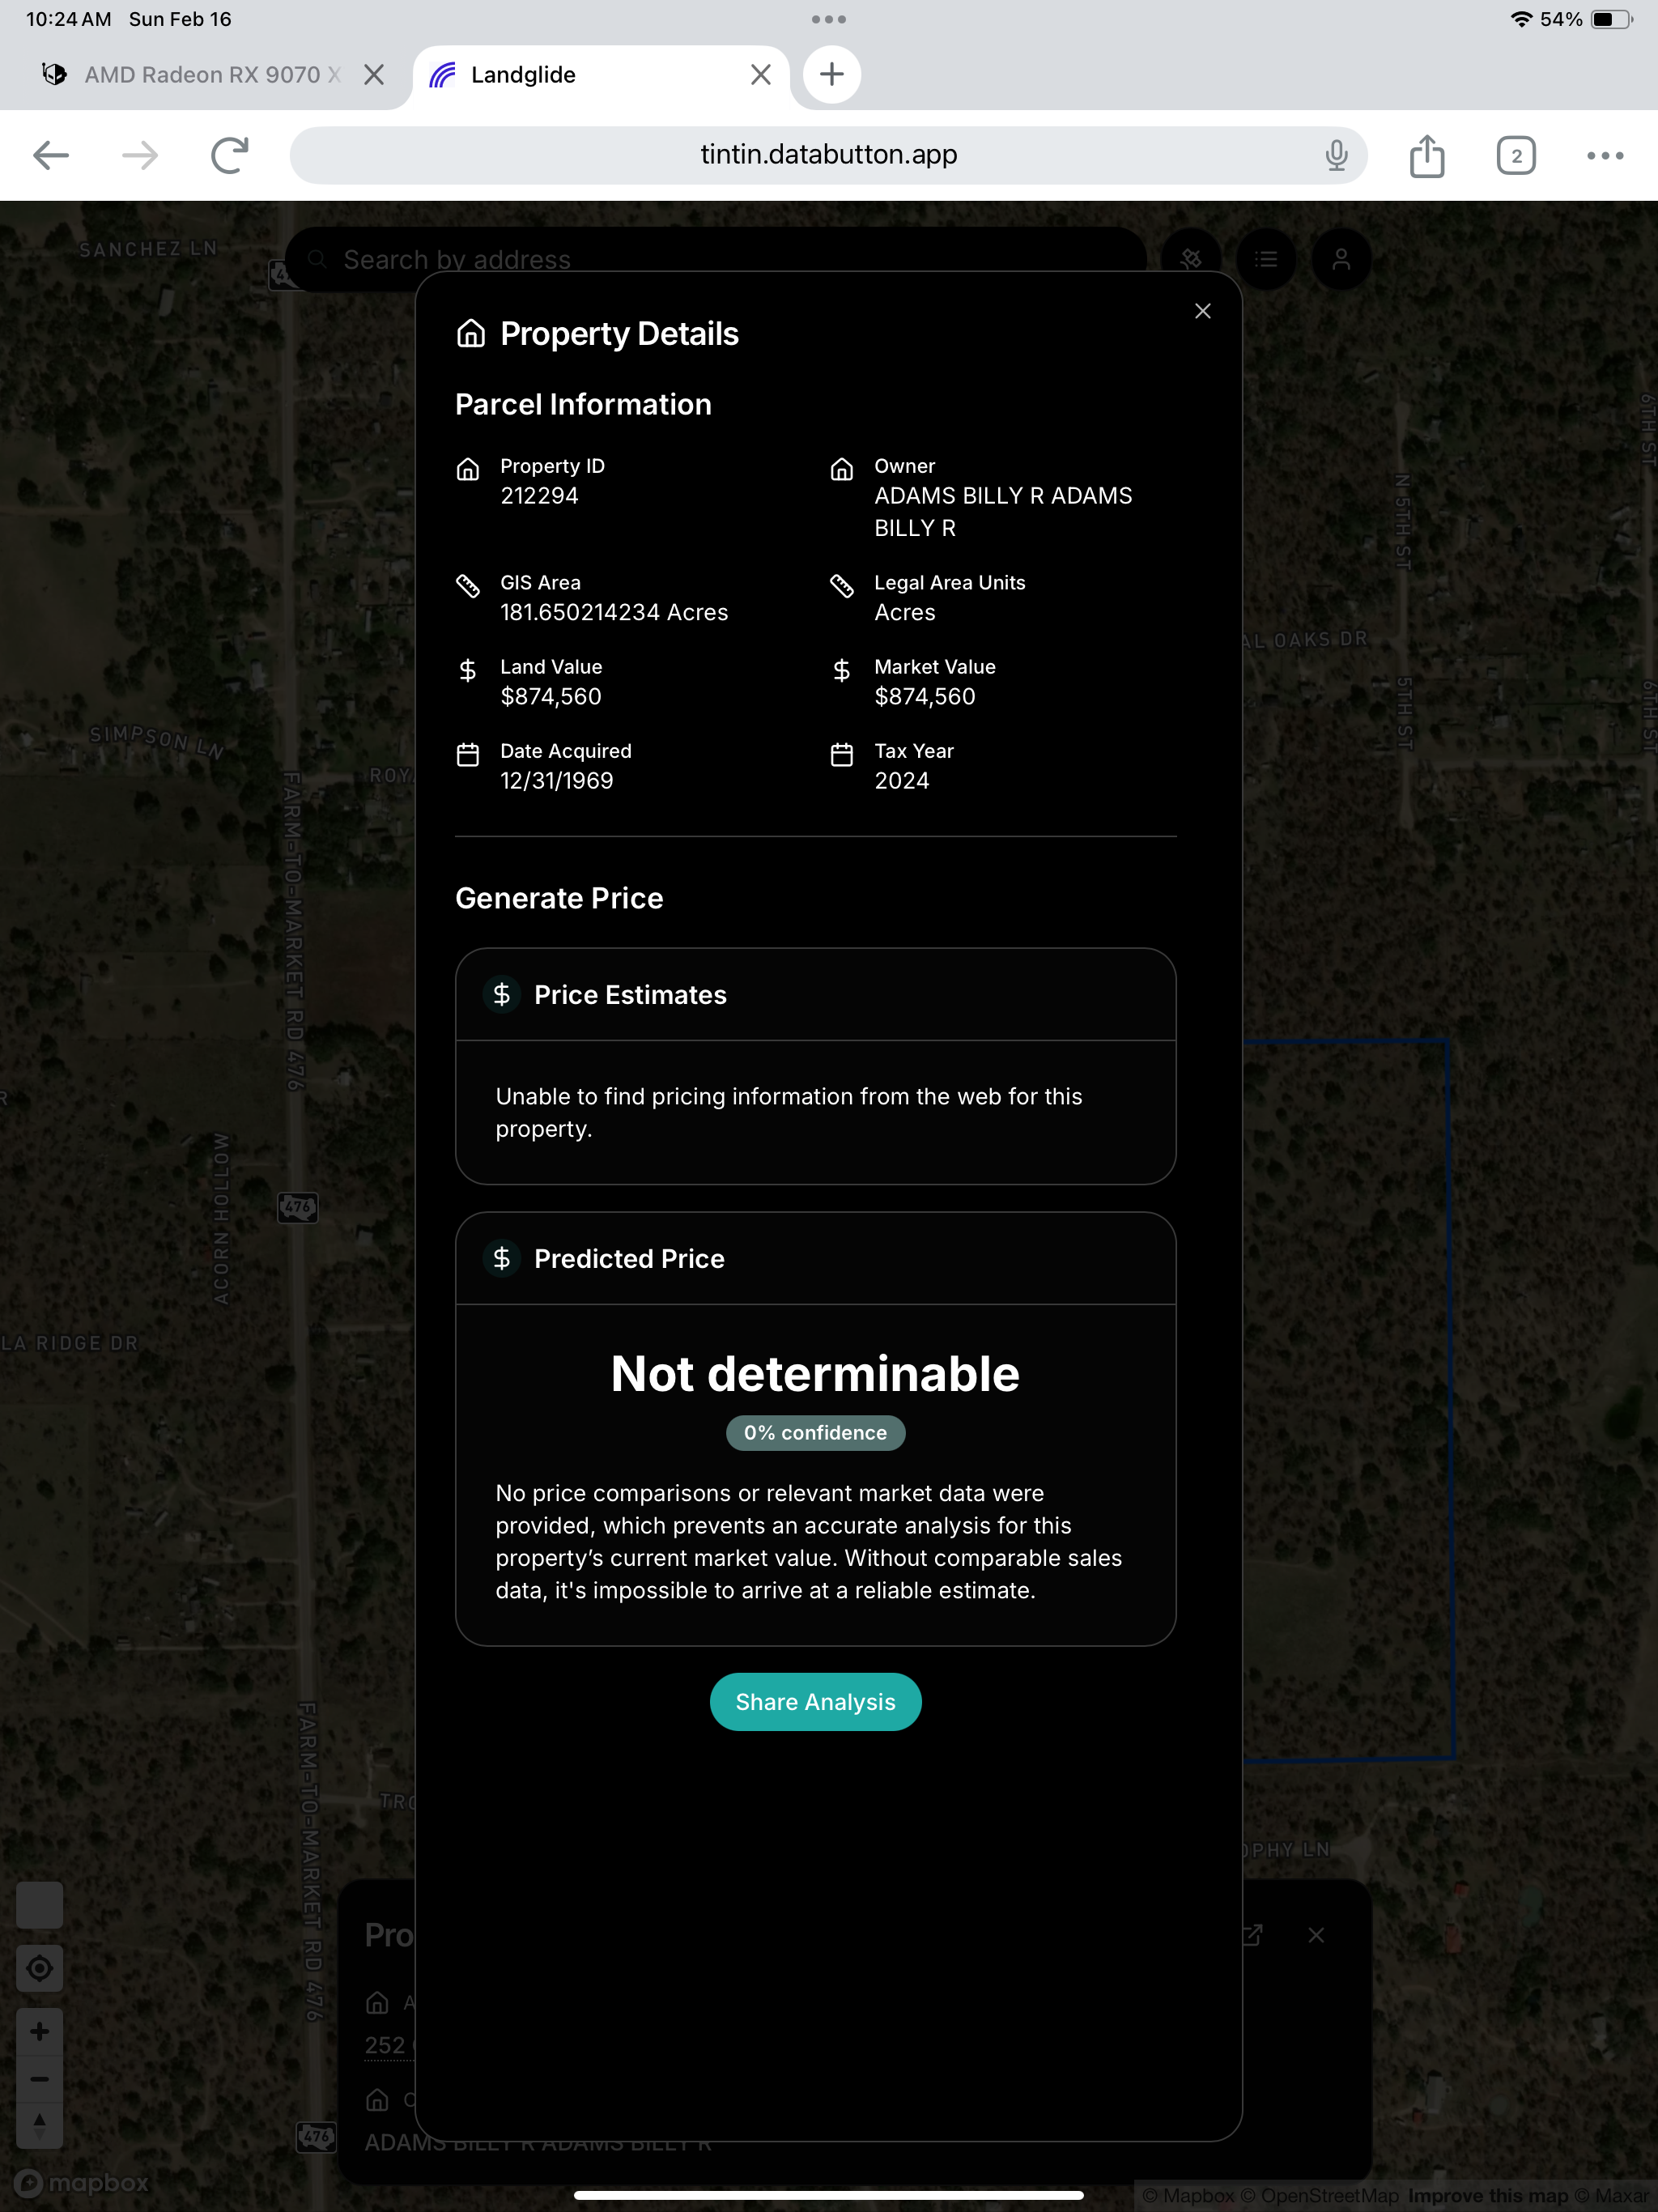 10:24 AM Sun Feb 16
54%
AMD Radeon RX 9070 X
Landglide
tintin.databutton.app
2
SANCHEZ LN
Search by address
Property Details
Parcel Information
Property ID
212294
Owner
ADAMS BILLY R ADAMS
BILLY R
GIS Area
181.650214234 Acres
Legal Area Units
Acres
Land Value
$874,560
Market Value
$874,560
Date Acquired
12/31/1969
Tax Year
2024
Generate Price
Price Estimates
Unable to find pricing information from the web for this
property.
Predicted Price
Not determinable
0% confidence
No price comparisons or relevant market data were
provided, which prevents an accurate analysis for this
property’s current market value. Without comparable sales
data, it's impossible to arrive at a reliable estimate.
Share Analysis
6TH ST
N 5TH ST
AL OAKS DR
5TH ST
6TH ST
SIMPSON LN
ROY
FARM-TO-MARKET RD 476
ACORN HOLLOW
476
LA RIDGE DR
FARM-TO-MARKET RD 476
TRO
OPHY LN
Pro
A
252
ADAMS BILLY R ADAMS BILLY R
476
mapbox
© Mapbox © OpenStreetMap Improve this map © Maxar